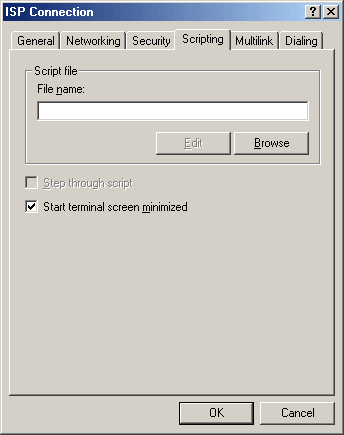 ISP Connection
General Networking Security Scripting Multilink Dialing
Script file
File name:
Edit Browse
Step through script
Start terminal screen minimized
OK Cancel